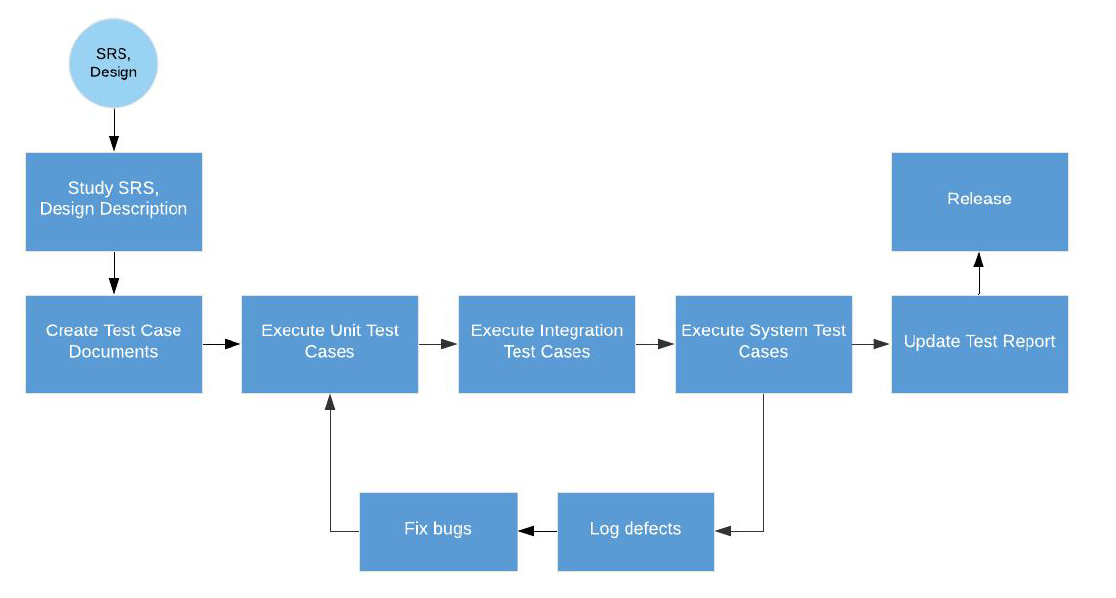 SRS,
Design
Study SRS,
Design Description
Release
Create Test Case
Documents
Execute Unit Test
Cases
Execute Integration
Test Cases
Execute System Test
Cases
Update Test Report
Fix bugs
Log defects